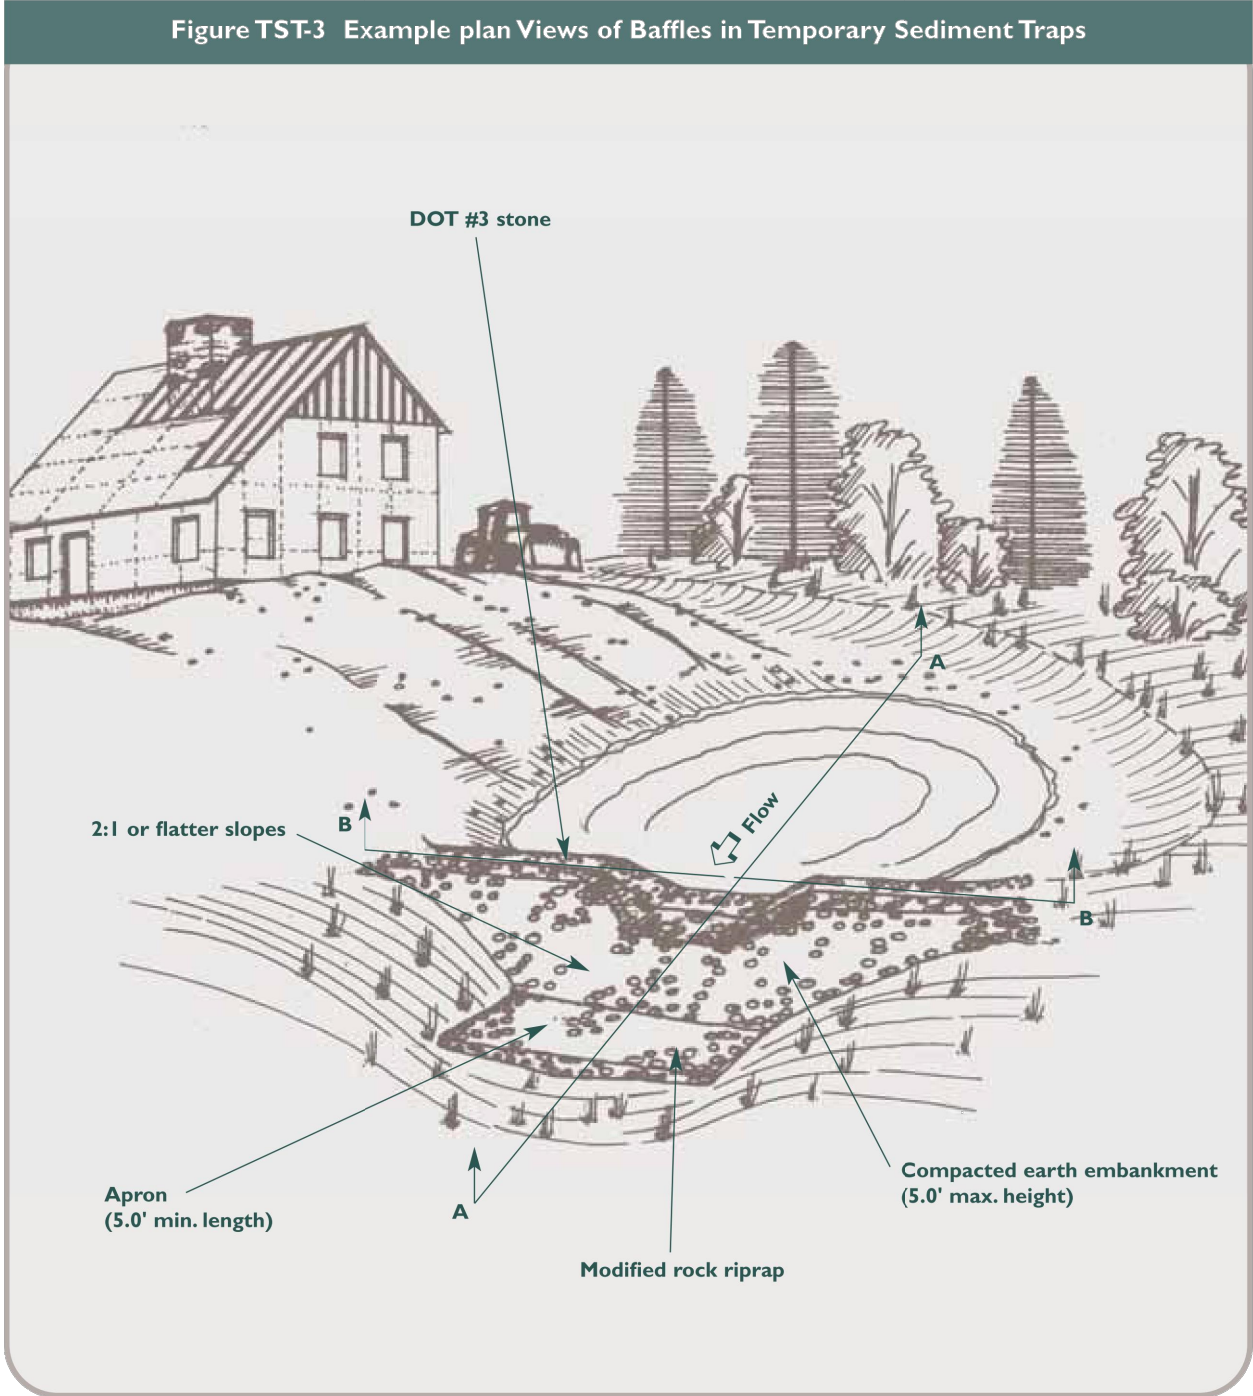 Figure TST-3 Example plan Views of Baffles in Temporary Sediment Traps
DOT #3 stone
A
2:1 or flatter slopes
B
Flow
B
Apron
(5.0' min. length)
A
Compacted earth embankment
(5.0' max. height)
Modified rock riprap